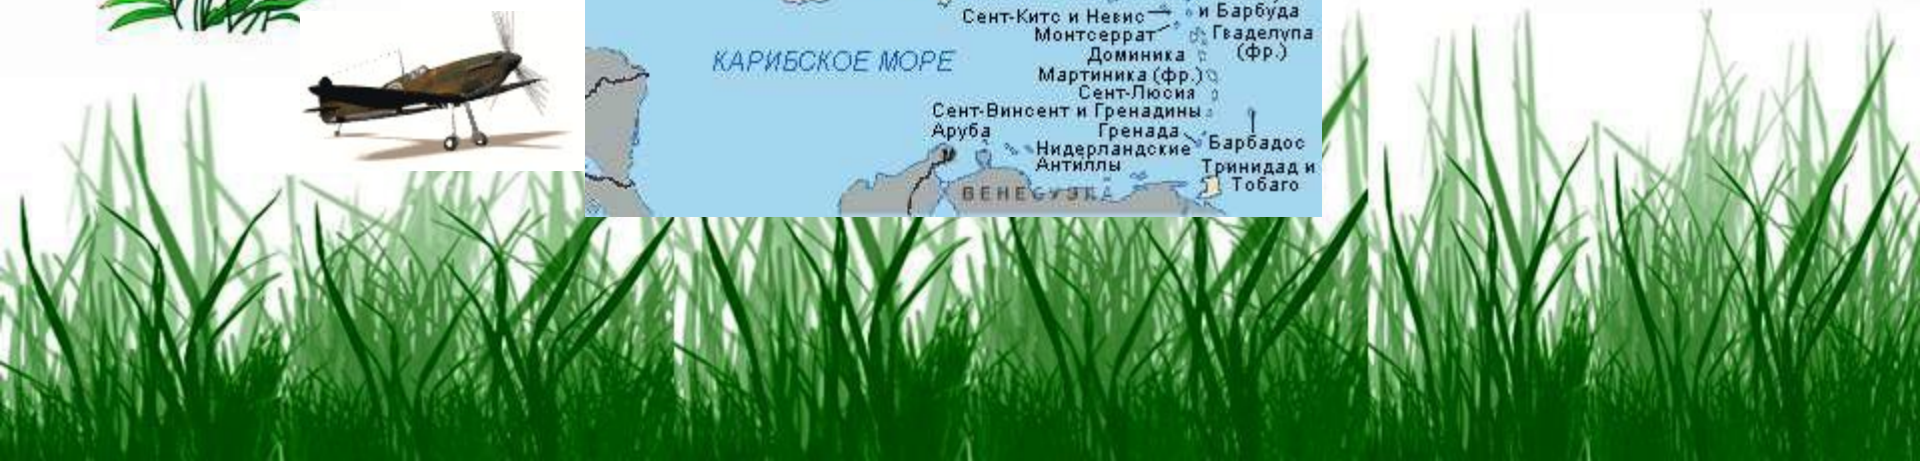 Сент-Китс и Невис
и Барбуда
Монтсеррат
Гваделупа
(фр.)
КАРИБСКОЕ МОРЕ
Доминика
Мартиника (фр.)
Сент-Люсия
Сент-Винсент и Гренадины
Аруба
Гренада
Барбадос
Нидерландские
Антиллы
Тринидад и
Тобаго
ВЕНЕСУЭЛА